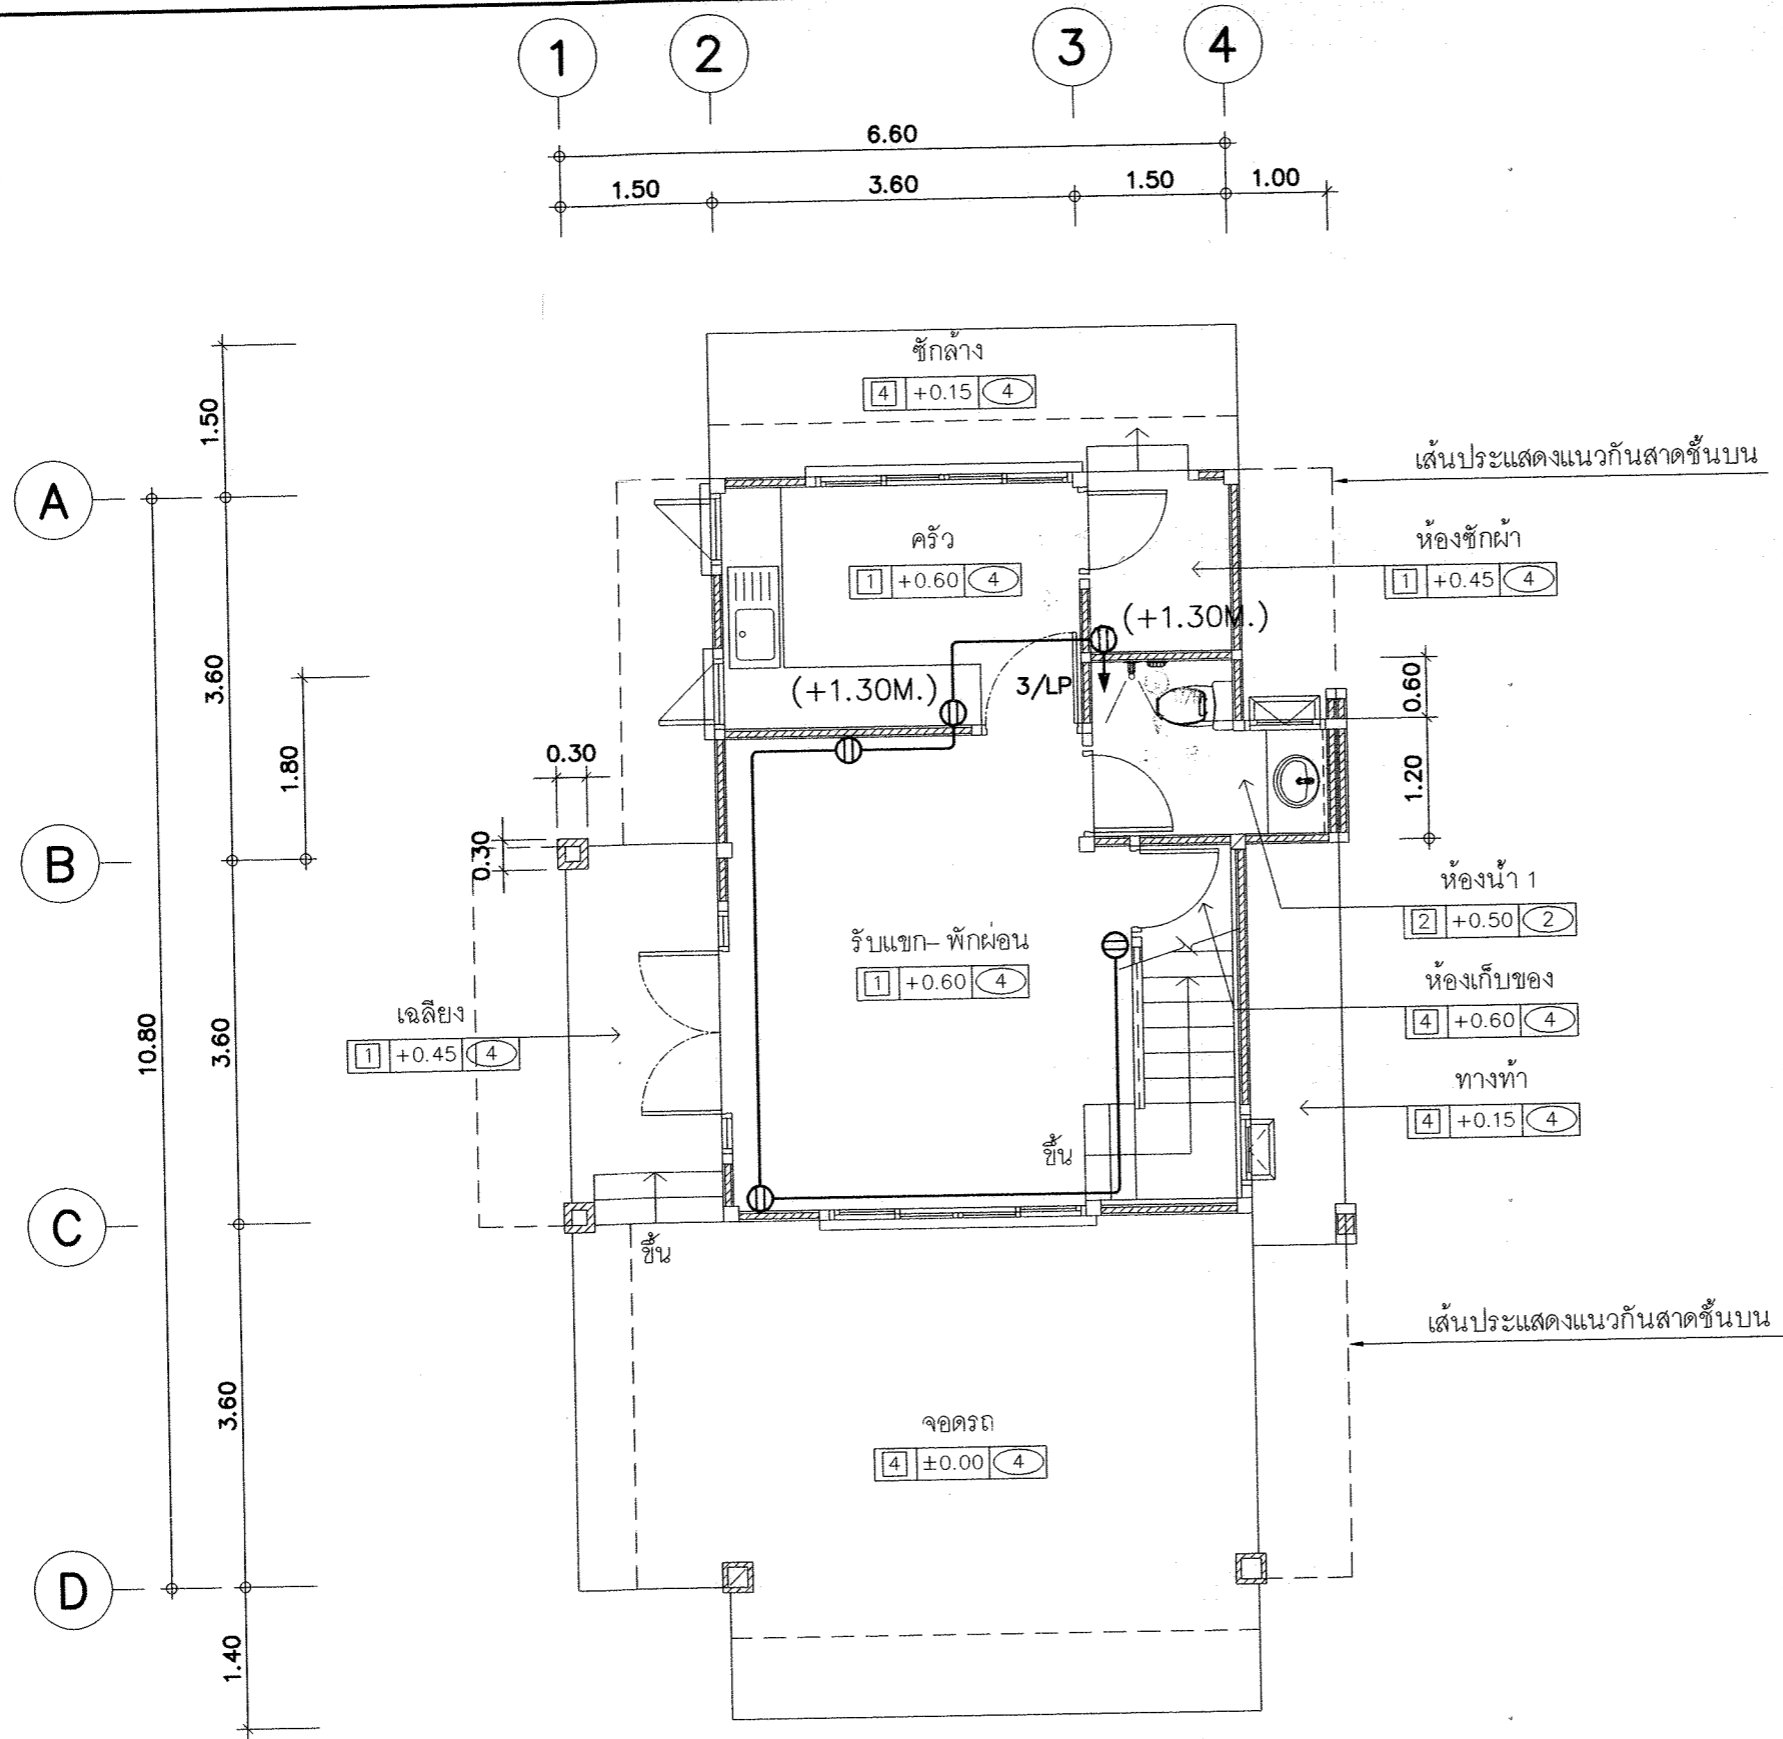 1 2 3 4
6.60
1.50 3.60 1.50 1.00
ซักล้าง
4 +0.15 4
1.50
เส้นประแสดงแนวกันสาดชั้นบน
A
ครัว
1 +0.60 4
ห้องซักผ้า
1 +0.45 4
(+1.30M.)
3.60
(+1.30M.)
3/LP
0.60
1.80
0.30
1.20
B
0.30
ห้องน้ำ 1
2 +0.50 2
รับแขก-พักผ่อน
1 +0.60 4
ห้องเก็บของ
4 +0.60 4
เฉลียง
1 +0.45 4
10.80
3.60
ทางท้า
4 +0.15 4
ขึ้น
C
ขึ้น
เส้นประแสดงแนวกันสาดชั้นบน
3.60
จอดรถ
4 ±0.00 4
D
1.40